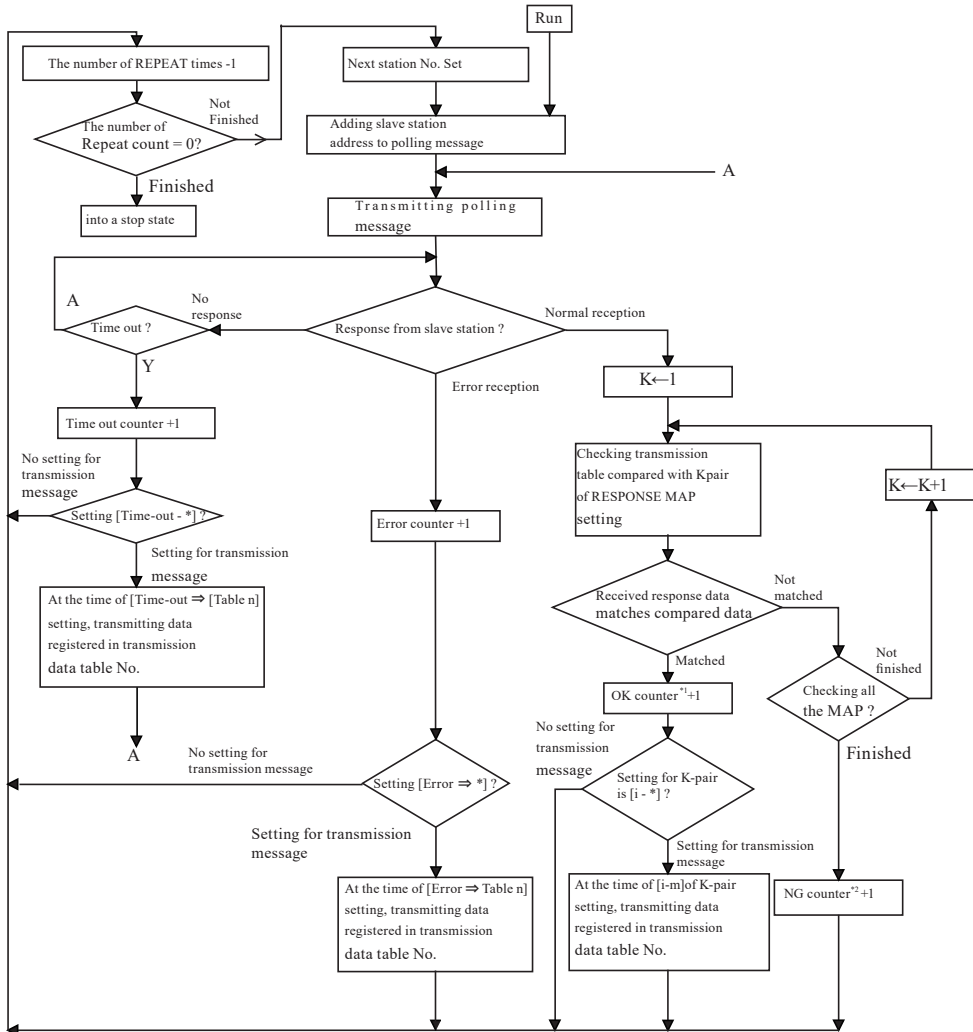 Run
The number of REPEAT times -1
Next station No. Set
Not
Finished
The number of
Repeat count = 0?
Adding slave station
address to polling message
A
Finished
into a stop state
Transmitting polling
message
A
No
response
Time out ?
Response from slave station ?
Normal reception
Y
Error reception
K←1
Time out counter +1
No setting for
transmission
message
Checking transmission
table compared with Kpair
of RESPONSE MAP
setting
K←K+1
Setting [Time-out - *] ?
Error counter +1
Setting for transmission
message
At the time of [Time-out ⇒ [Table n]
setting, transmitting data
registered in transmission
data table No.
Received response data
matches compared data
Not
matched
Matched
Not
finished
OK counter*1+1
Checking all
the MAP ?
A
No setting for
transmission message
Setting [Error ⇒ *] ?
No setting for
transmission
message
Setting for K-pair
is [i - *] ?
Finished
Setting for transmission
message
Setting for transmission
message
At the time of [Error ⇒ Table n]
setting, transmitting data
registered in transmission
data table No.
At the time of [i-m]of K-pair
setting, transmitting data
registered in transmission
data table No.
NG counter*2+1